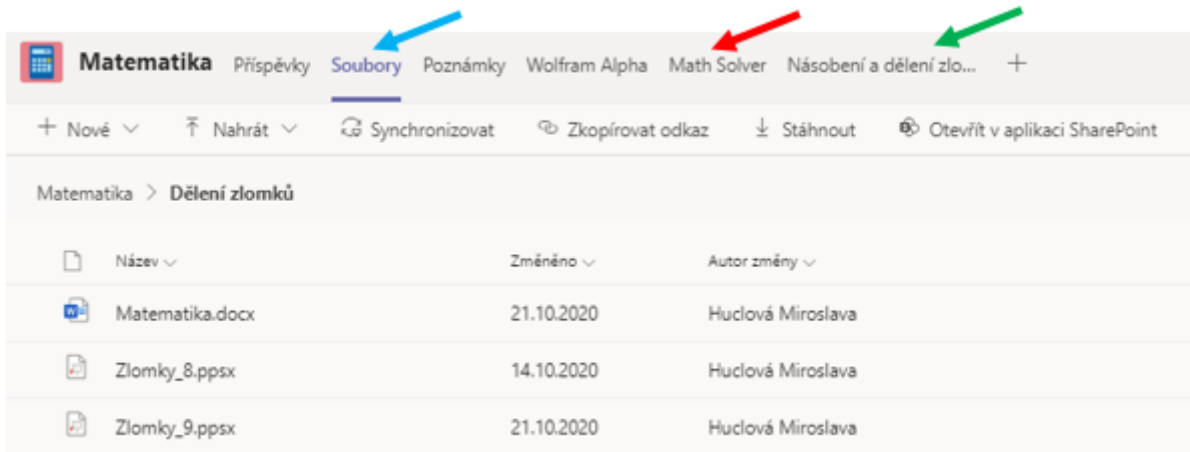 Matematika Příspěvky Soubory Poznámky Wolfram Alpha Math Solver Násobení a dělení zlo... +
+ Nové Nahrát Synchronizovat Zkopírovat odkaz Stáhnout Otevřít v aplikaci SharePoint
Matematika > Dělení zlomků
Název Změněno Autor změny
Matematika.docx 21.10.2020 Huclová Miroslava
Zlomky_8.ppsx 14.10.2020 Huclová Miroslava
Zlomky_9.ppsx 21.10.2020 Huclová Miroslava